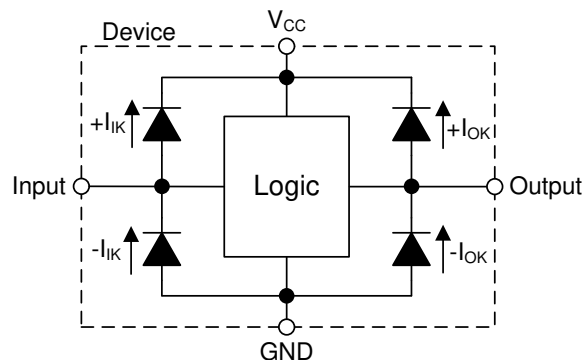 Device
V_CC
+I_IK
+I_OK
Input
Logic
Output
-I_IK
-I_OK
GND